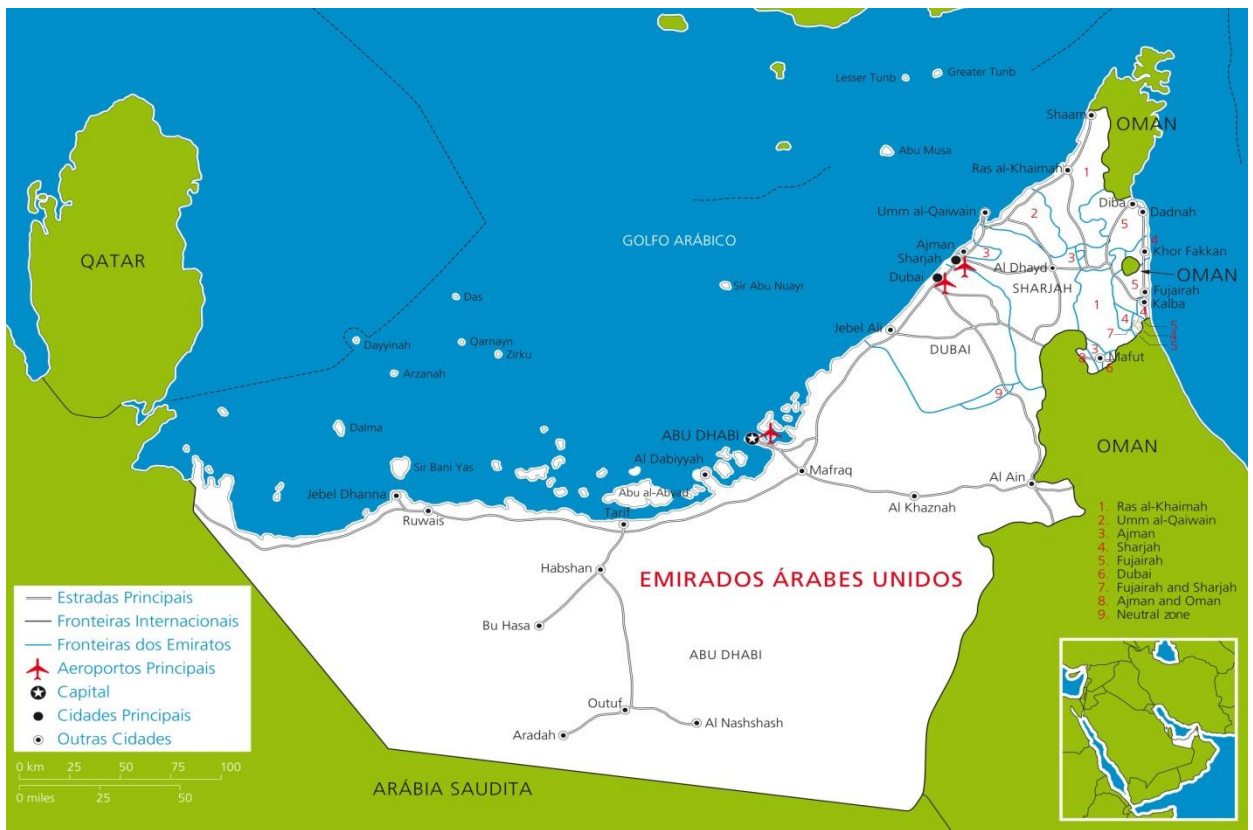 Lesser Tunb
Greater Tunb
Shaam
OMAN
Abu Musa
Ras al-Khaimah
1
Diba
Dadnah
Umm al-Qaiwain
2
5
GOLFO ARÁBICO
QATAR
Ajman
3
3
4
Khor Fakkan
Sharjah
Al Dhayd
OMAN
Dubai
SHARJAH
Sir Abu Nuayr
5
Fujairah
Das
1
Kalba
4
4
Jebel Ali
7
5
4
5
Dayyinah
Qarnayn
Zirku
DUBAI
3
8
Mafut
6
Arzanah
9
Dalma
ABU DHABI
OMAN
Sir Bani Yas
Al Dabiyyah
Mafraq
Al Ain
Jebel Dhanna
Abu al-Abyad
Al Khaznah
Ruwais
Tarif
1. Ras al-Khaimah
2. Umm al-Qaiwain
3. Ajman
4. Sharjah
5. Fujairah
6. Dubai
7. Fujairah and Sharjah
8. Ajman and Oman
9. Neutral zone
Habshan
EMIRADOS ÁRABES UNIDOS
Bu Hasa
ABU DHABI
Outuf
Al Nashshash
Aradah
ARÁBIA SAUDITA
Estradas Principais
Fronteiras Internacionais
Fronteiras dos Emiratos
Aeroportos Principais
Capital
Cidades Principais
Outras Cidades
0 km 25 50 75 100
0 miles 25 50